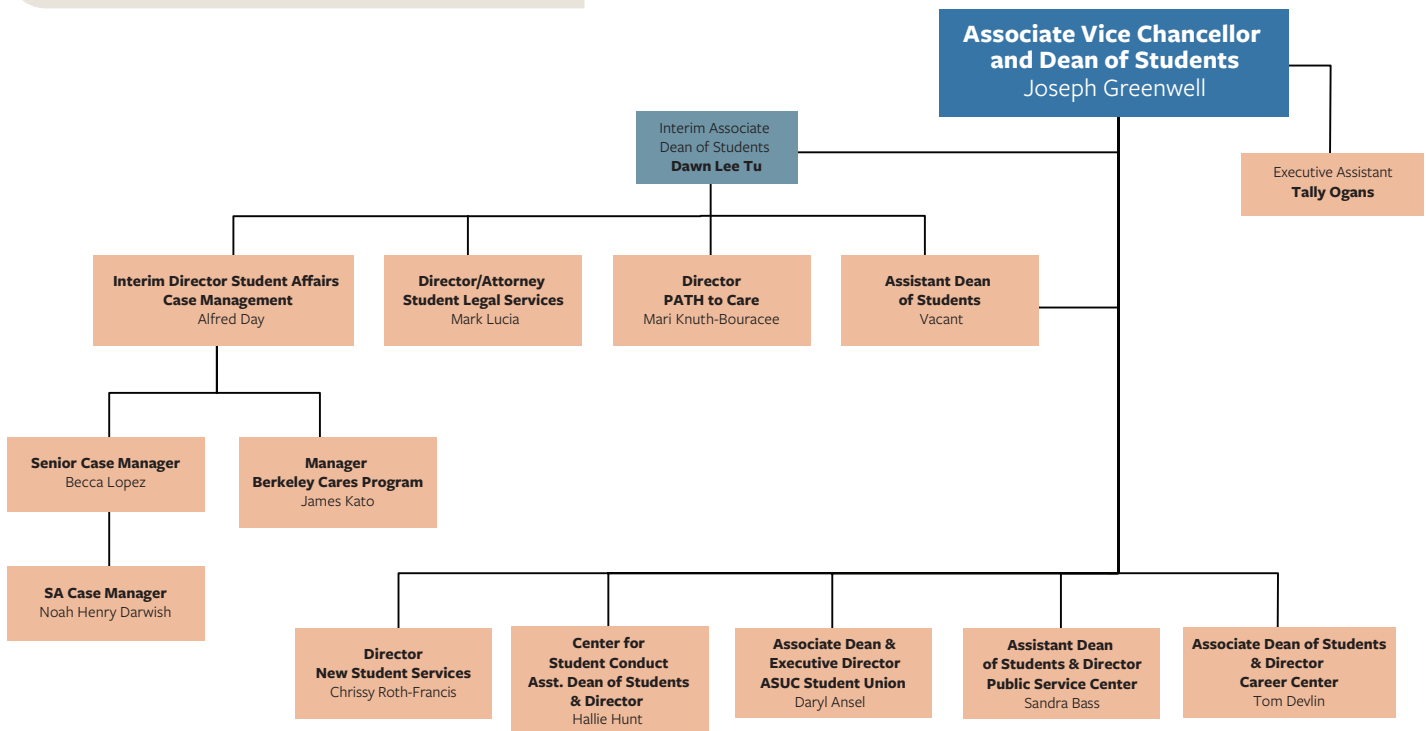 Associate Vice Chancellor
and Dean of Students
Joseph Greenwell
Interim Associate
Dean of Students
Dawn Lee Tu
Executive Assistant
Tally Ogans
Interim Director Student Affairs
Case Management
Alfred Day
Director/Attorney
Student Legal Services
Mark Lucia
Director
PATH to Care
Mari Knuth-Bouracee
Assistant Dean
of Students
Vacant
Senior Case Manager
Becca Lopez
Manager
Berkeley Cares Program
James Kato
SA Case Manager
Noah Henry Darwish
Director
New Student Services
Chrissy Roth-Francis
Center for
Student Conduct
Asst. Dean of Students
& Director
Hallie Hunt
Associate Dean &
Executive Director
ASUC Student Union
Daryl Ansel
Assistant Dean
of Students & Director
Public Service Center
Sandra Bass
Associate Dean of Students
& Director
Career Center
Tom Devlin